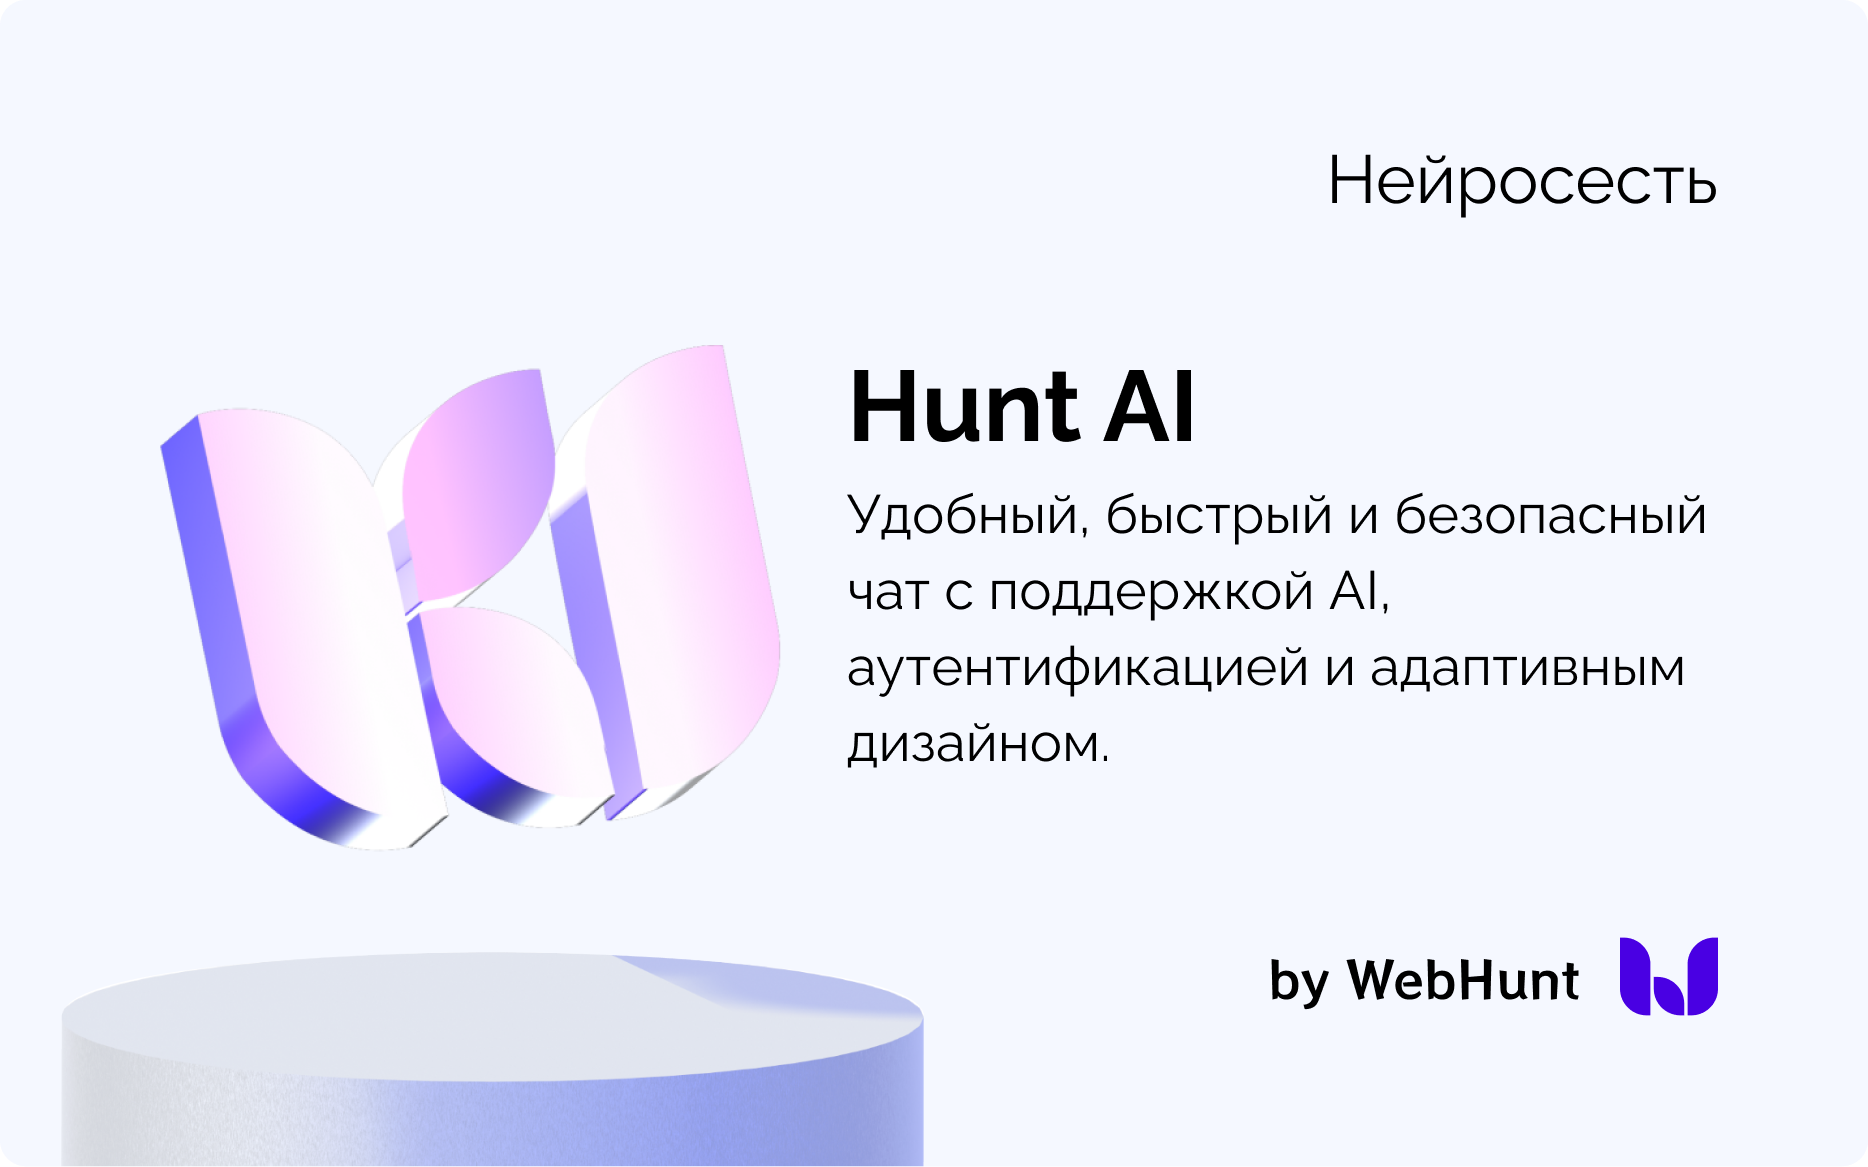 Нейросесть
Hunt AI
Удобный, быстрый и безопасный
чат с поддержкой AI,
аутентификацией и адаптивным
дизайном.
by WebHunt